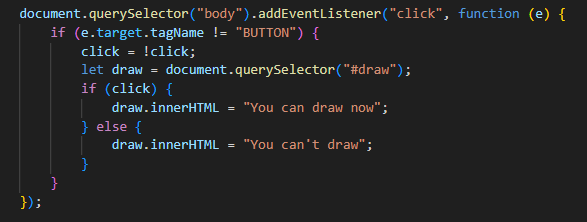 document.querySelector("body").addEventListener("click", function (e) {
    if (e.target.tagName != "BUTTON") {
        click = !click;
        let draw = document.querySelector("#draw");
        if (click) {
            draw.innerHTML = "You can draw now";
        } else {
            draw.innerHTML = "You can't draw";
        }
    }
});